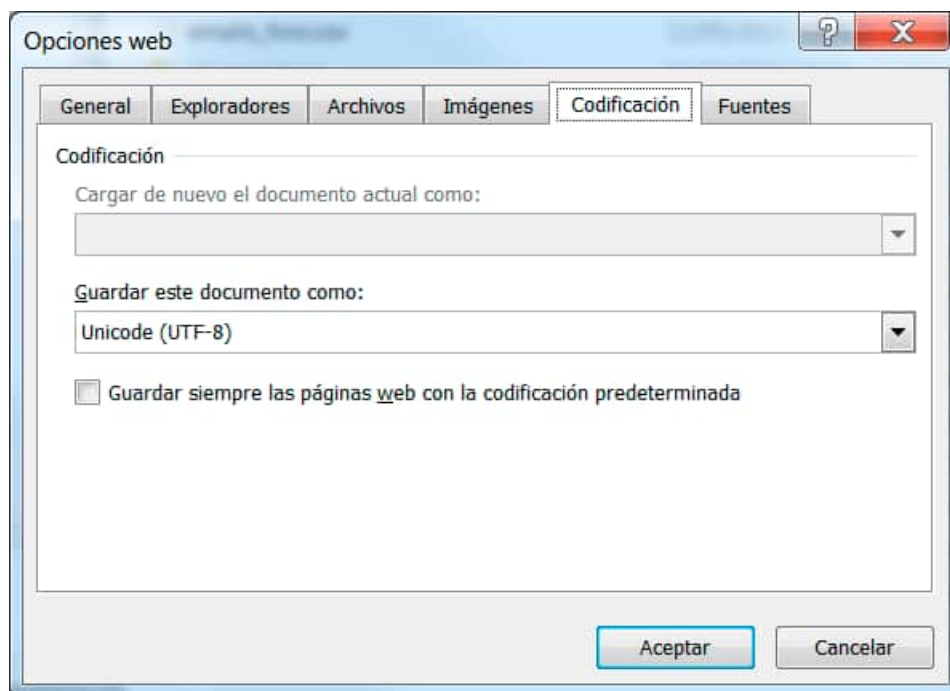 Opciones web
General Exploradores Archivos Imágenes Codificación Fuentes
Codificación
Cargar de nuevo el documento actual como:
Guardar este documento como:
Unicode (UTF-8)
Guardar siempre las páginas web con la codificación predeterminada
Aceptar Cancelar